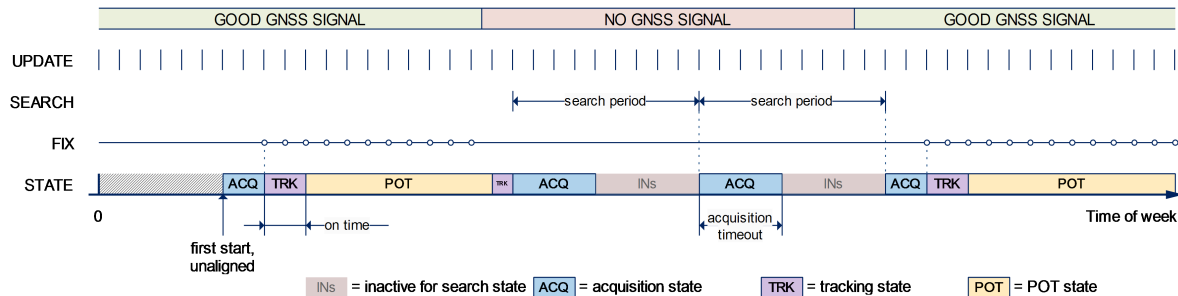 GOOD GNSS SIGNAL NO GNSS SIGNAL GOOD GNSS SIGNAL
UPDATE
SEARCH search period search period
FIX
STATE ACQ TRK POT TRK ACQ INs ACQ INs ACQ TRK POT
0 on time acquisition timeout Time of week
first start,
unaligned
INs = inactive for search state ACQ = acquisition state TRK = tracking state POT = POT state